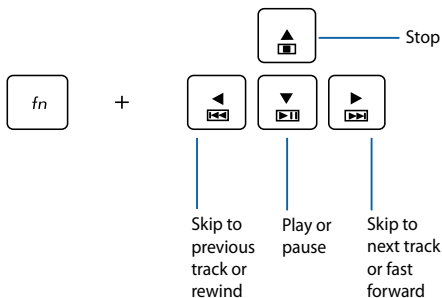 Stop
fn +
Skip to
previous
track or
rewind
Play or
pause
Skip to
next track
or fast
forward